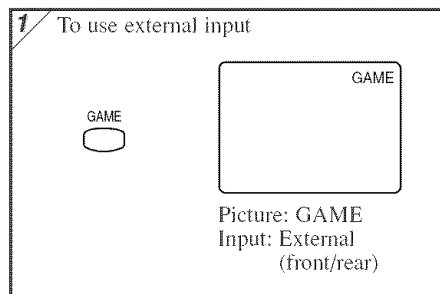 1 To use external input
GAME
GAME
Picture: GAME
Input: External
(front/rear)